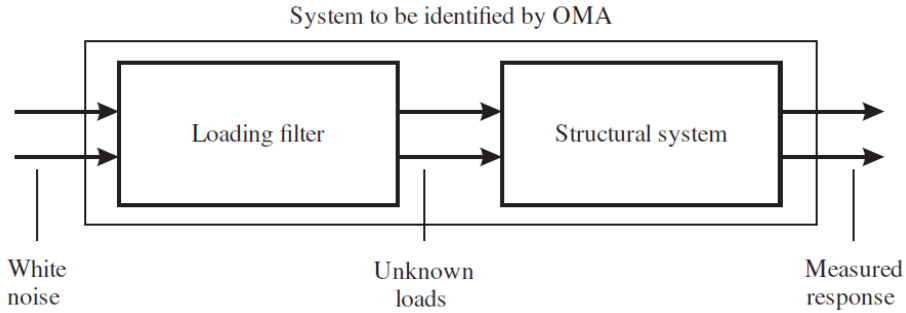 System to be identified by OMA
Loading filter
Structural system
White
noise
Unknown
loads
Measured
response